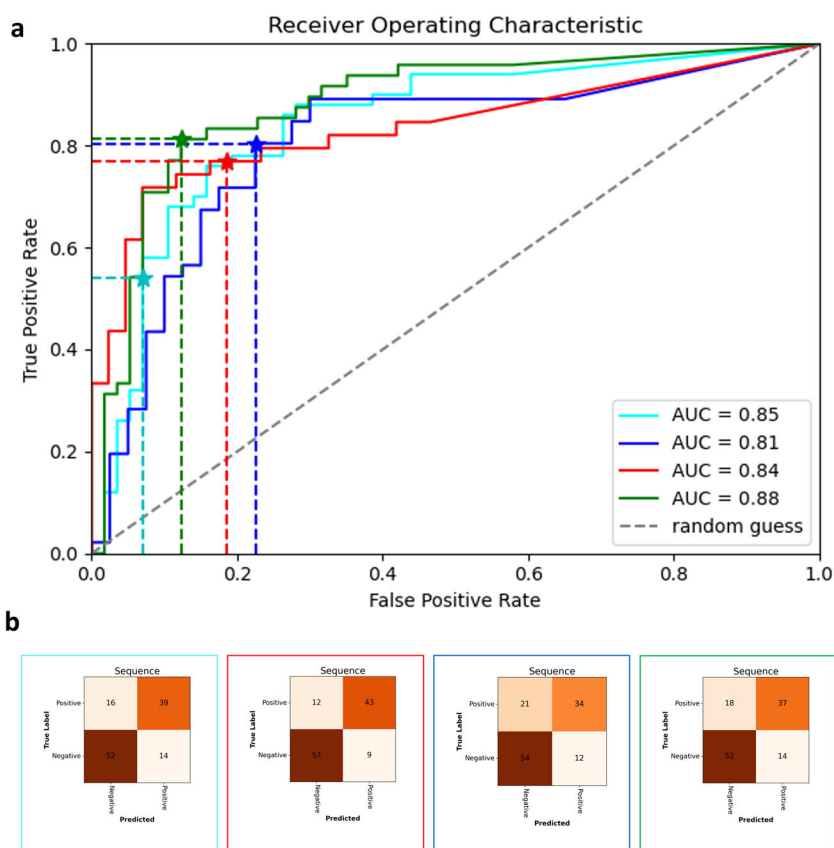 a
Receiver Operating Characteristic
1.0
0.8
0.6
0.4
0.2
0.0
True Positive Rate
0.0 0.2 0.4 0.6 0.8 1.0
False Positive Rate
AUC = 0.85
AUC = 0.81
AUC = 0.84
AUC = 0.88
random guess
b
Sequence
True Label
Positive 16 39
Negative 52 14
Negative Positive
Predicted
Sequence
True Label
Positive 12 43
Negative 57 9
Negative Positive
Predicted
Sequence
True Label
Positive 21 34
Negative 54 12
Negative Positive
Predicted
Sequence
True Label
Positive 18 37
Negative 52 14
Negative Positive
Predicted